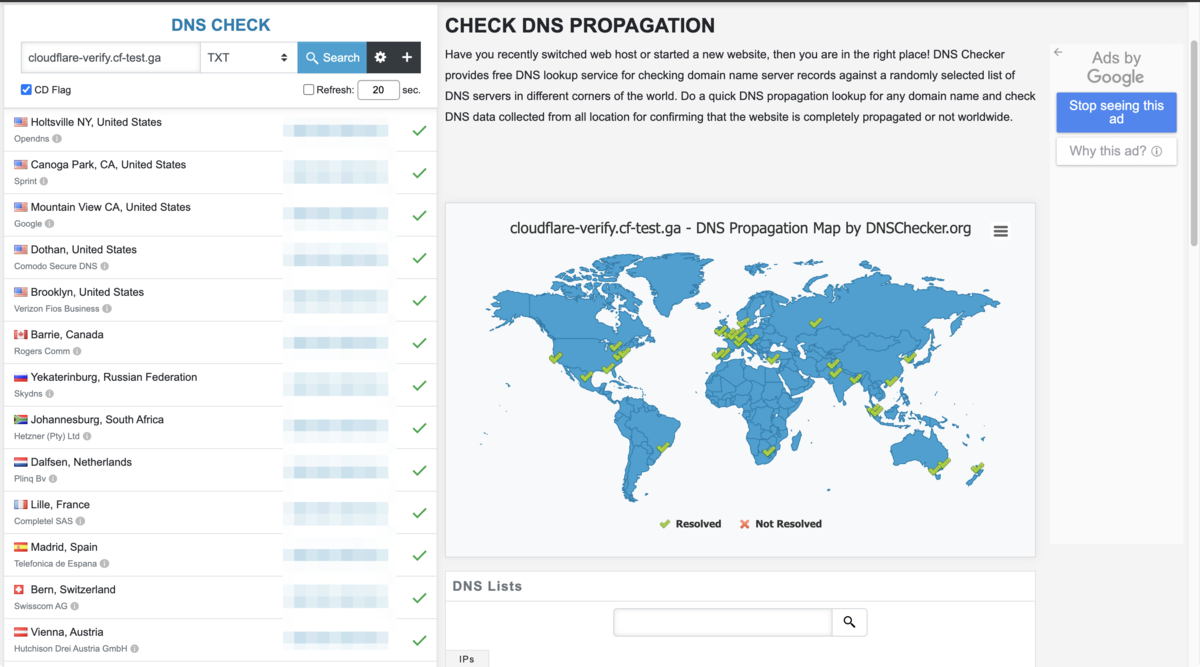 DNS CHECK
cloudflare-verify.cf-test.ga TXT Search
CD Flag Refresh: 20 sec.
Holtsville NY, United States
Opendns
Canoga Park, CA, United States
Sprint
Mountain View CA, United States
Google
Dothan, United States
Comodo Secure DNS
Brooklyn, United States
Verizon Fios Business
Barrie, Canada
Rogers Comm
Yekaterinburg, Russian Federation
Skydns
Johannesburg, South Africa
Hetzner (Pty) Ltd
Dalfsen, Netherlands
Plinq Bv
Lille, France
Completel SAS
Madrid, Spain
Telefonica de Espana
Bern, Switzerland
Swisscom AG
Vienna, Austria
Hutchison Drei Austria GmbH
CHECK DNS PROPAGATION
Have you recently switched web host or started a new website, then you are in the right place! DNS Checker
provides free DNS lookup service for checking domain name server records against a randomly selected list of
DNS servers in different corners of the world. Do a quick DNS propagation lookup for any domain name and check
DNS data collected from all location for confirming that the website is completely propagated or not worldwide.
cloudflare-verify.cf-test.ga - DNS Propagation Map by DNSChecker.org
Resolved Not Resolved
DNS Lists
IPs
Ads by
Google
Stop seeing this
ad
Why this ad?